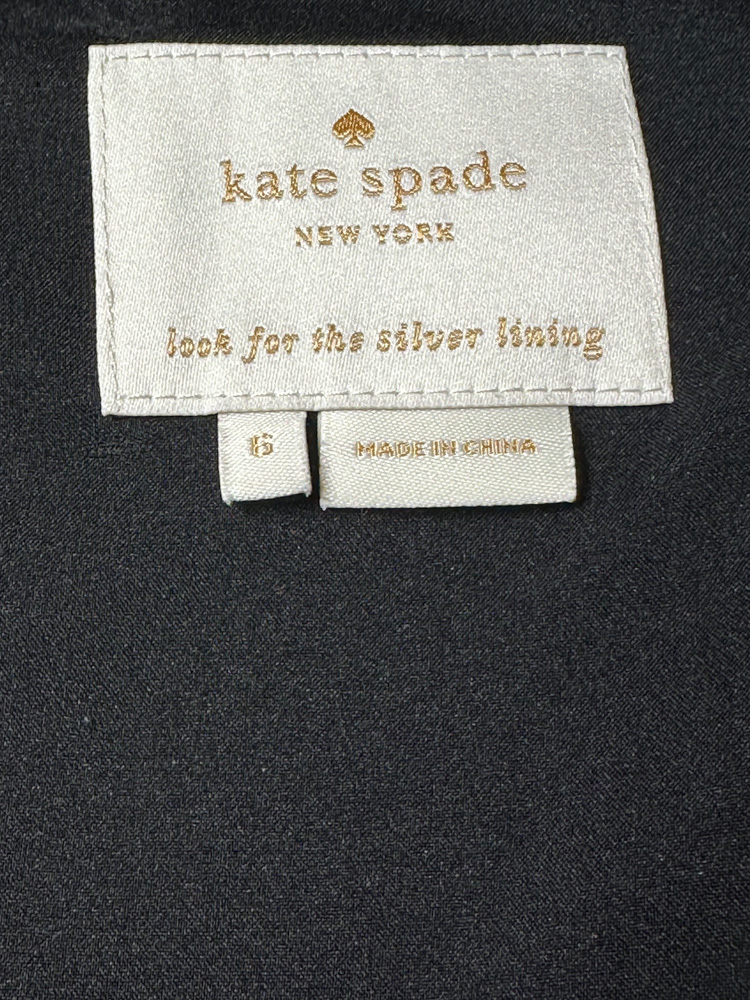 kate spade
NEW YORK
look for the silver lining
6
MADE IN CHINA